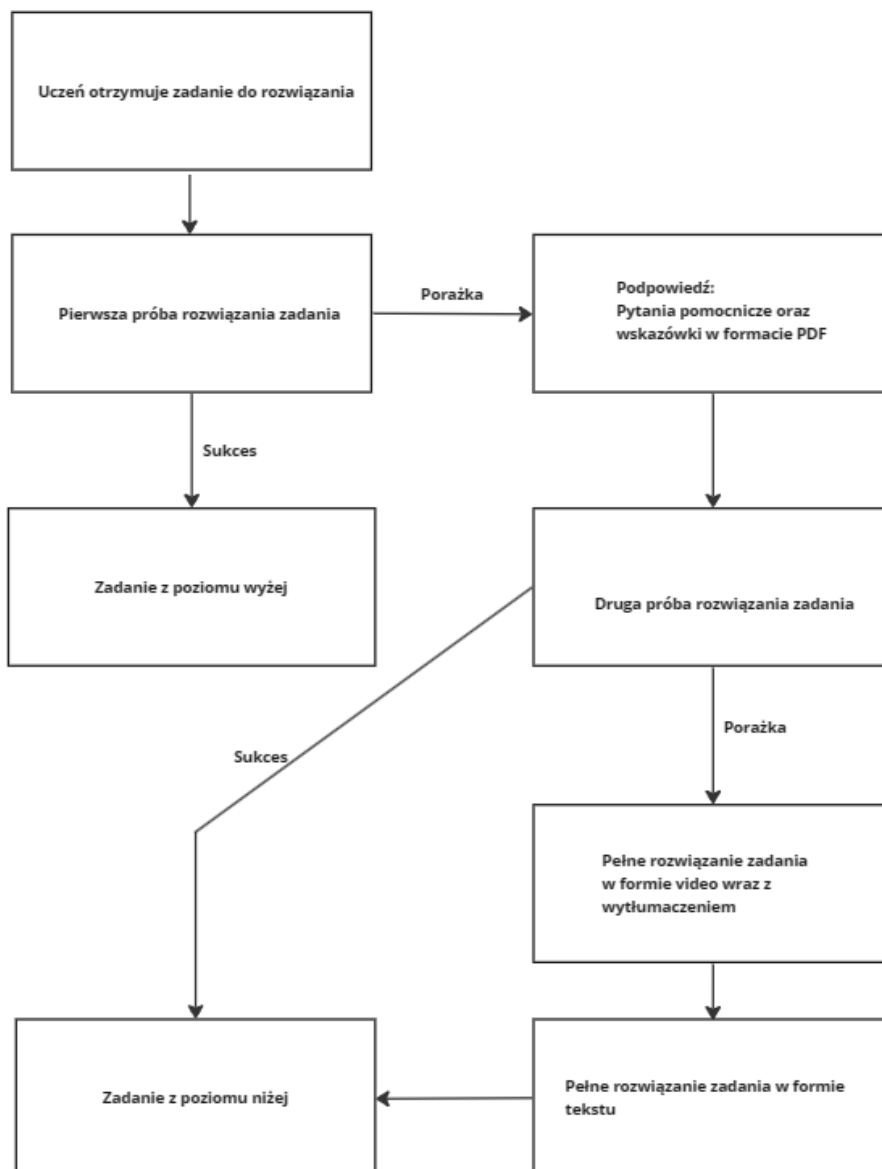 Uczeń otrzymuje zadanie do rozwiązania
Pierwsza próba rozwiązania zadania
Porażka
Podpowiedź:
Pytania pomocnicze oraz
wskazówki w formacie PDF
Sukces
Zadanie z poziomu wyżej
Druga próba rozwiązania zadania
Sukces
Porażka
Pełne rozwiązanie zadania
w formie video wraz z
wytłumaczeniem
Zadanie z poziomu niżej
Pełne rozwiązanie zadania w formie
tekstu